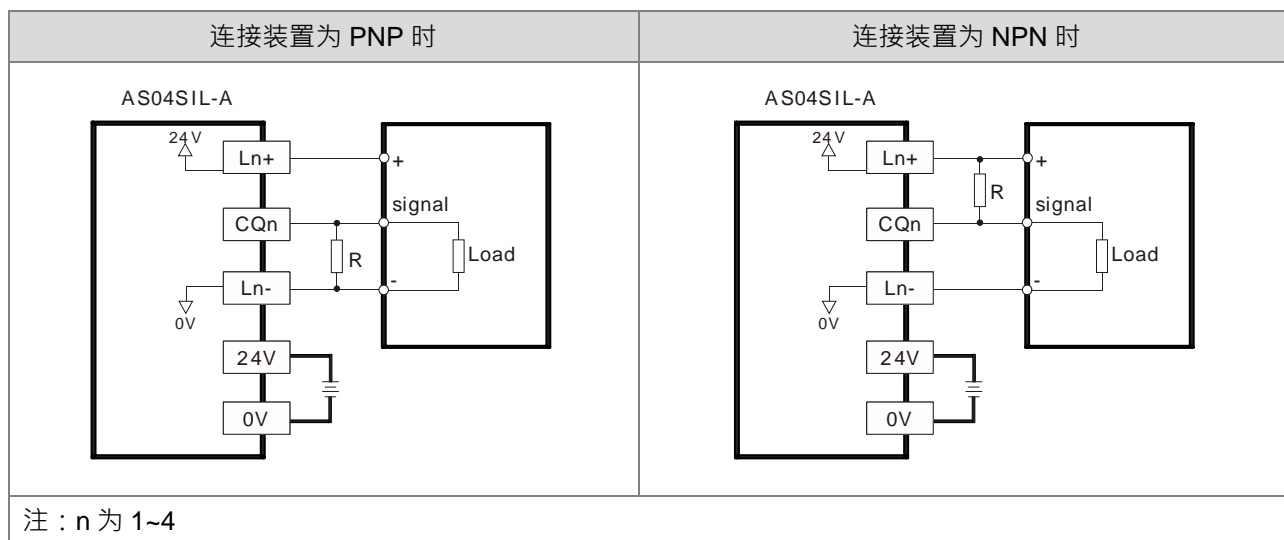 连接装置为 PNP 时
连接装置为 NPN 时
AS04SIL-A
24V
Ln+
+
signal
CQn
R
Load
Ln-
-
0V
24V
0V
AS04SIL-A
24V
Ln+
+
R
signal
CQn
Load
Ln-
-
0V
24V
0V
注：n 为 1~4